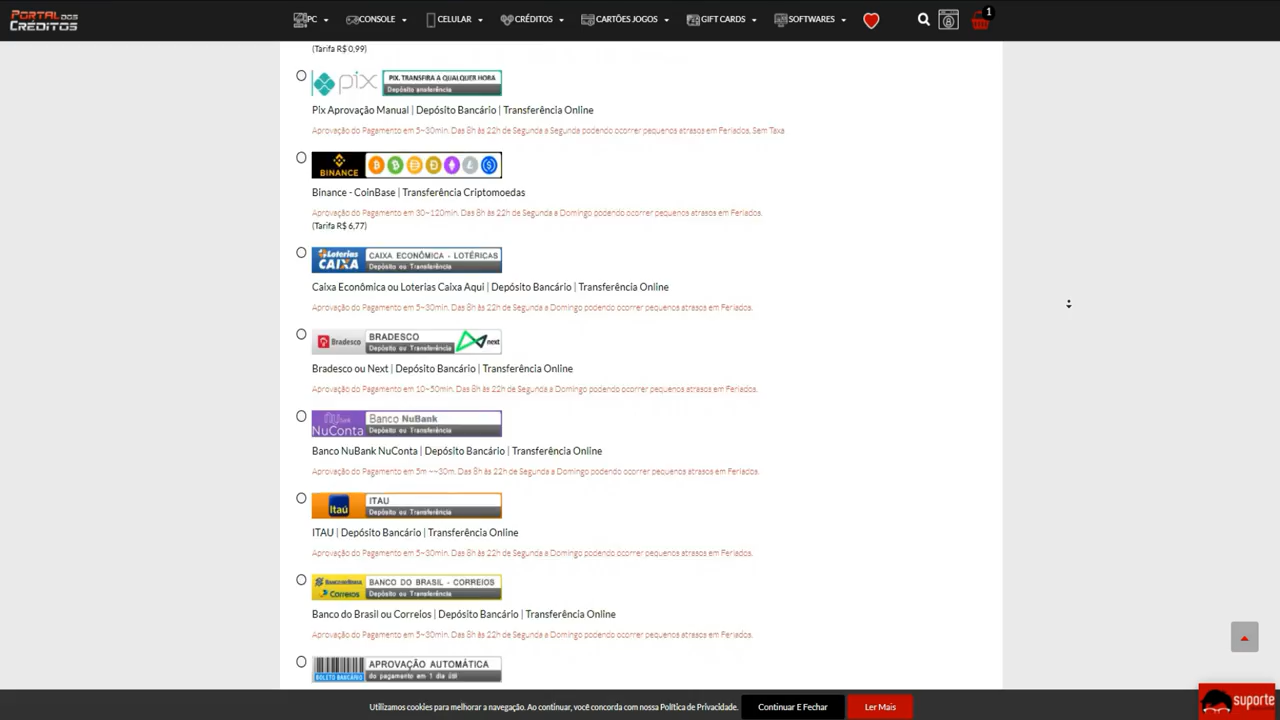 PORTAL DOS
CRÉDITOS
PC
CONSOLE
CELULAR
CRÉDITOS
CARTÕES JOGOS
GIFT CARDS
SOFTWARES
1
(Tarifa R$ 0,99)
pix
PIX. TRANSFIRA A QUALQUER HORA
Pix Aprovação Manual | Depósito Bancário | Transferência Online
Aprovação do Pagamento em 5~30min. Das 8h às 22h de Segunda a Segunda podendo ocorrer pequenos atrasos em Feriados. Sem Taxa
BINANCE
Binance - CoinBase | Transferência Criptomoedas
Aprovação do Pagamento em 30~120min. Das 8h às 22h de Segunda a Domingo podendo ocorrer pequenos atrasos em Feriados.
(Tarifa R$ 6,77)
Loterias
CAIXA
CAIXA ECONÔMICA - LOTÉRICAS
Depósito ou Transferência
Caixa Econômica ou Loterias Caixa Aqui | Depósito Bancário | Transferência Online
Aprovação do Pagamento em 5~30min. Das 8h às 22h de Segunda a Domingo podendo ocorrer pequenos atrasos em Feriados.
Bradesco
BRADESCO
Depósito ou Transferência
next
Bradesco ou Next | Depósito Bancário | Transferência Online
Aprovação do Pagamento em 10~50min. Das 8h às 22h de Segunda a Domingo podendo ocorrer pequenos atrasos em Feriados.
NuConta
Banco NuBank
Depósito ou Transferência
Banco NuBank NuConta | Depósito Bancário | Transferência Online
Aprovação do Pagamento em 5m ~~30m. Das 8h às 22h de Segunda a Domingo podendo ocorrer pequenos atrasos em Feriados.
Itaú
ITAU
Depósito ou Transferência
ITAU | Depósito Bancário | Transferência Online
Aprovação do Pagamento em 5~30min. Das 8h às 22h de Segunda a Domingo podendo ocorrer pequenos atrasos em Feriados.
Correios
BANCO DO BRASIL - CORREIOS
Depósito ou Transferência
Banco do Brasil ou Correios | Depósito Bancário | Transferência Online
Aprovação do Pagamento em 5~30min. Das 8h às 22h de Segunda a Domingo podendo ocorrer pequenos atrasos em Feriados.
BOLETO BANCÁRIO
APROVAÇÃO AUTOMÁTICA
do pagamento em 1 dia útil
Utilizamos cookies para melhorar a navegação. Ao continuar, você concorda com nossa Política de Privacidade.
Continuar E Fechar
Ler Mais
suporte